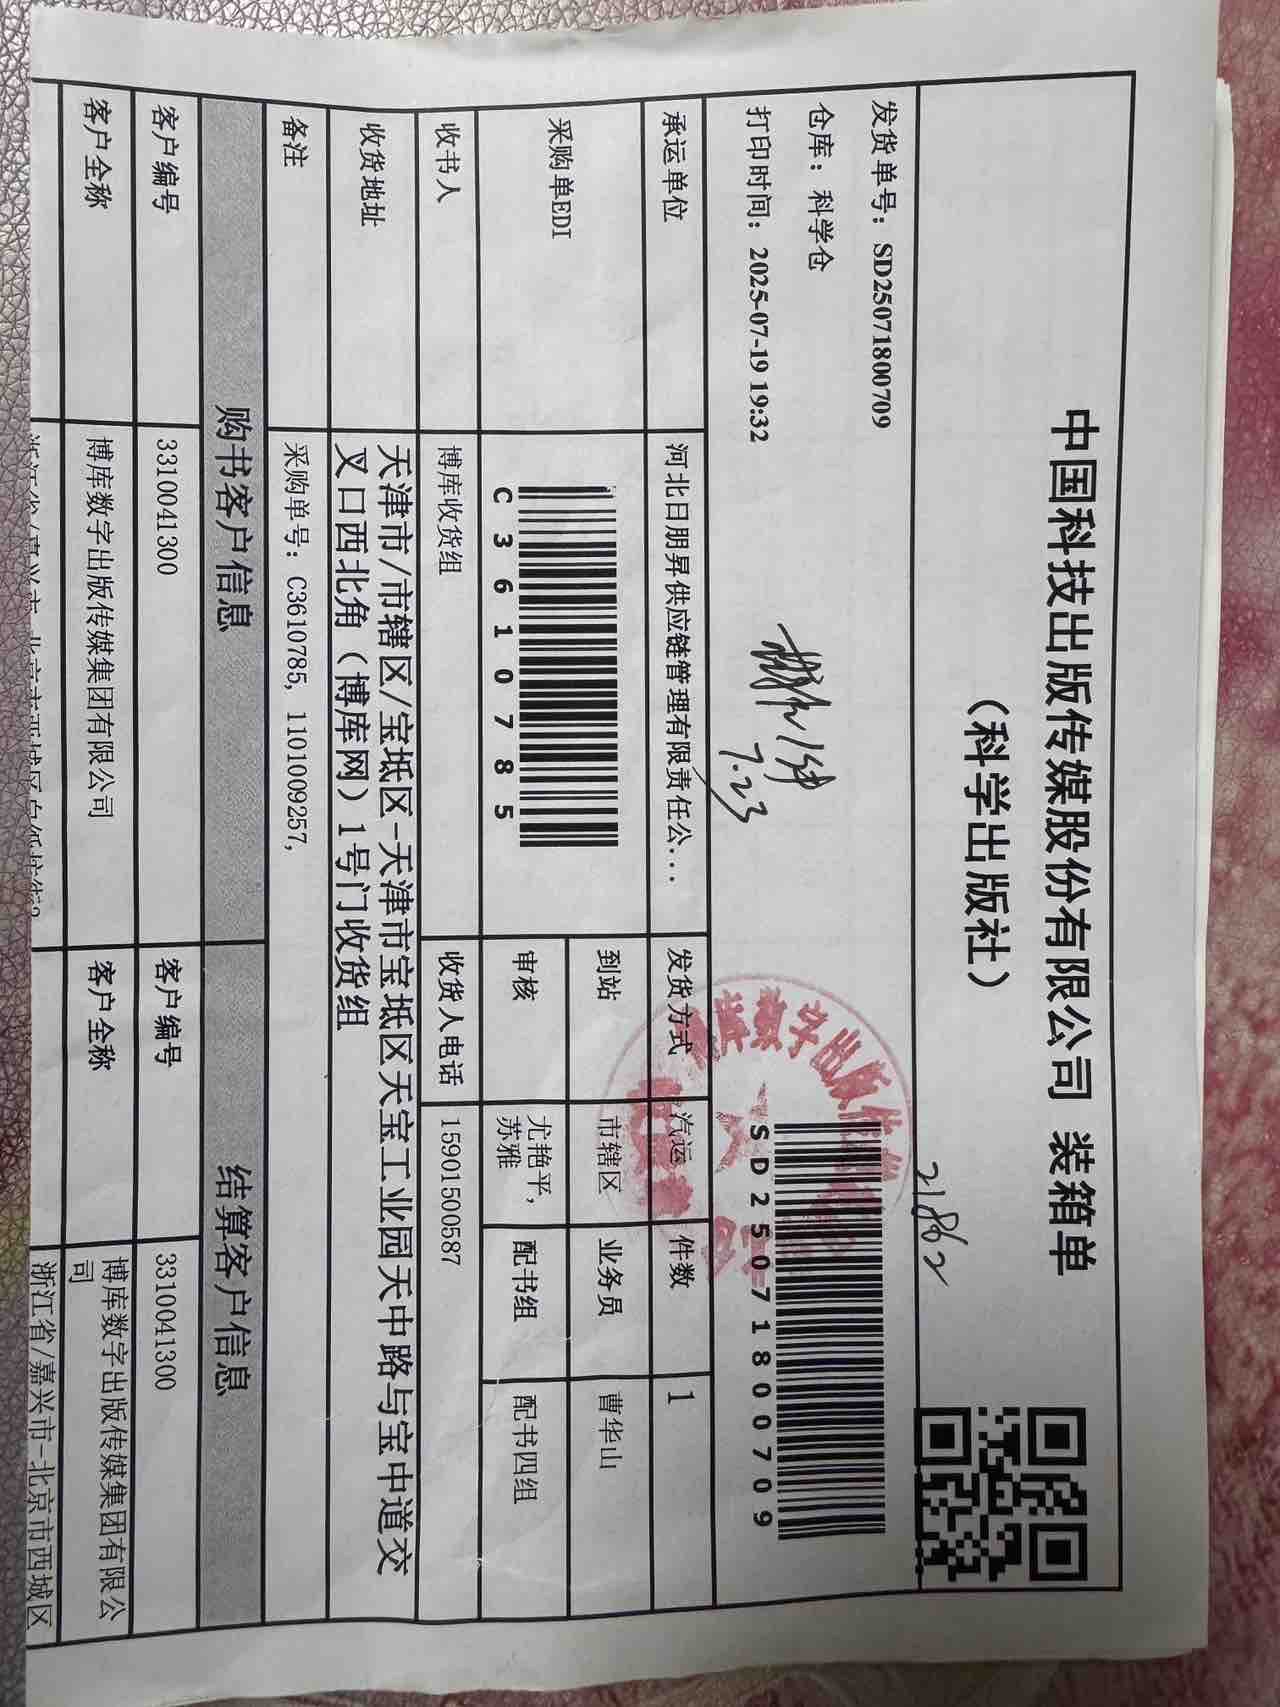 中国科技出版传媒股份有限公司 装箱单
（科学出版社）
21862
发货单号：SD25071800709
仓库：科学仓
打印时间：2025-07-19 19:32
7.23
SD25071800709
承运单位 河北日朋昇供应链管理有限责任公... 发货方式 汽运 件数 1
采购单EDI C3610785 到站 市辖区 业务员 曹华山
审核 尤艳平，苏雅 配书组 配书四组
收书人 博库收货组 收货人电话 15901500587
收货地址 天津市/市辖区/宝坻区-天津市宝坻区天宝工业园天中路与宝中道交
叉口西北角（博库网）1号门收货组
备注 采购单号：C3610785，1101009257，
购书客户信息 结算客户信息
客户编号 3310041300 客户编号 3310041300
客户全称 博库数字出版传媒集团有限公司 客户全称 博库数字出版传媒集团有限公
司
浙江省/嘉兴市-北京市西城区